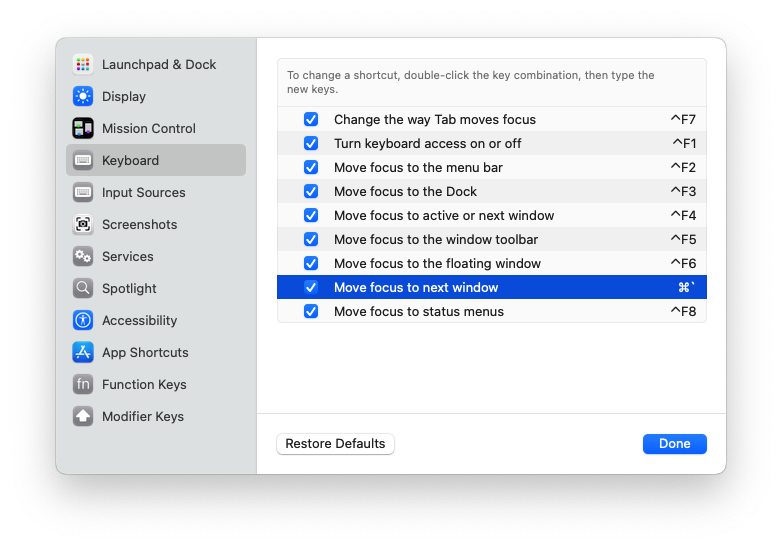 Launchpad & Dock
Display
Mission Control
Keyboard
Input Sources
Screenshots
Services
Spotlight
Accessibility
App Shortcuts
fn Function Keys
Modifier Keys
To change a shortcut, double-click the key combination, then type the
new keys.
Change the way Tab moves focus ^F7
Turn keyboard access on or off ^F1
Move focus to the menu bar ^F2
Move focus to the Dock ^F3
Move focus to active or next window ^F4
Move focus to the window toolbar ^F5
Move focus to the floating window ^F6
Move focus to next window ⌘`
Move focus to status menus ^F8
Restore Defaults
Done